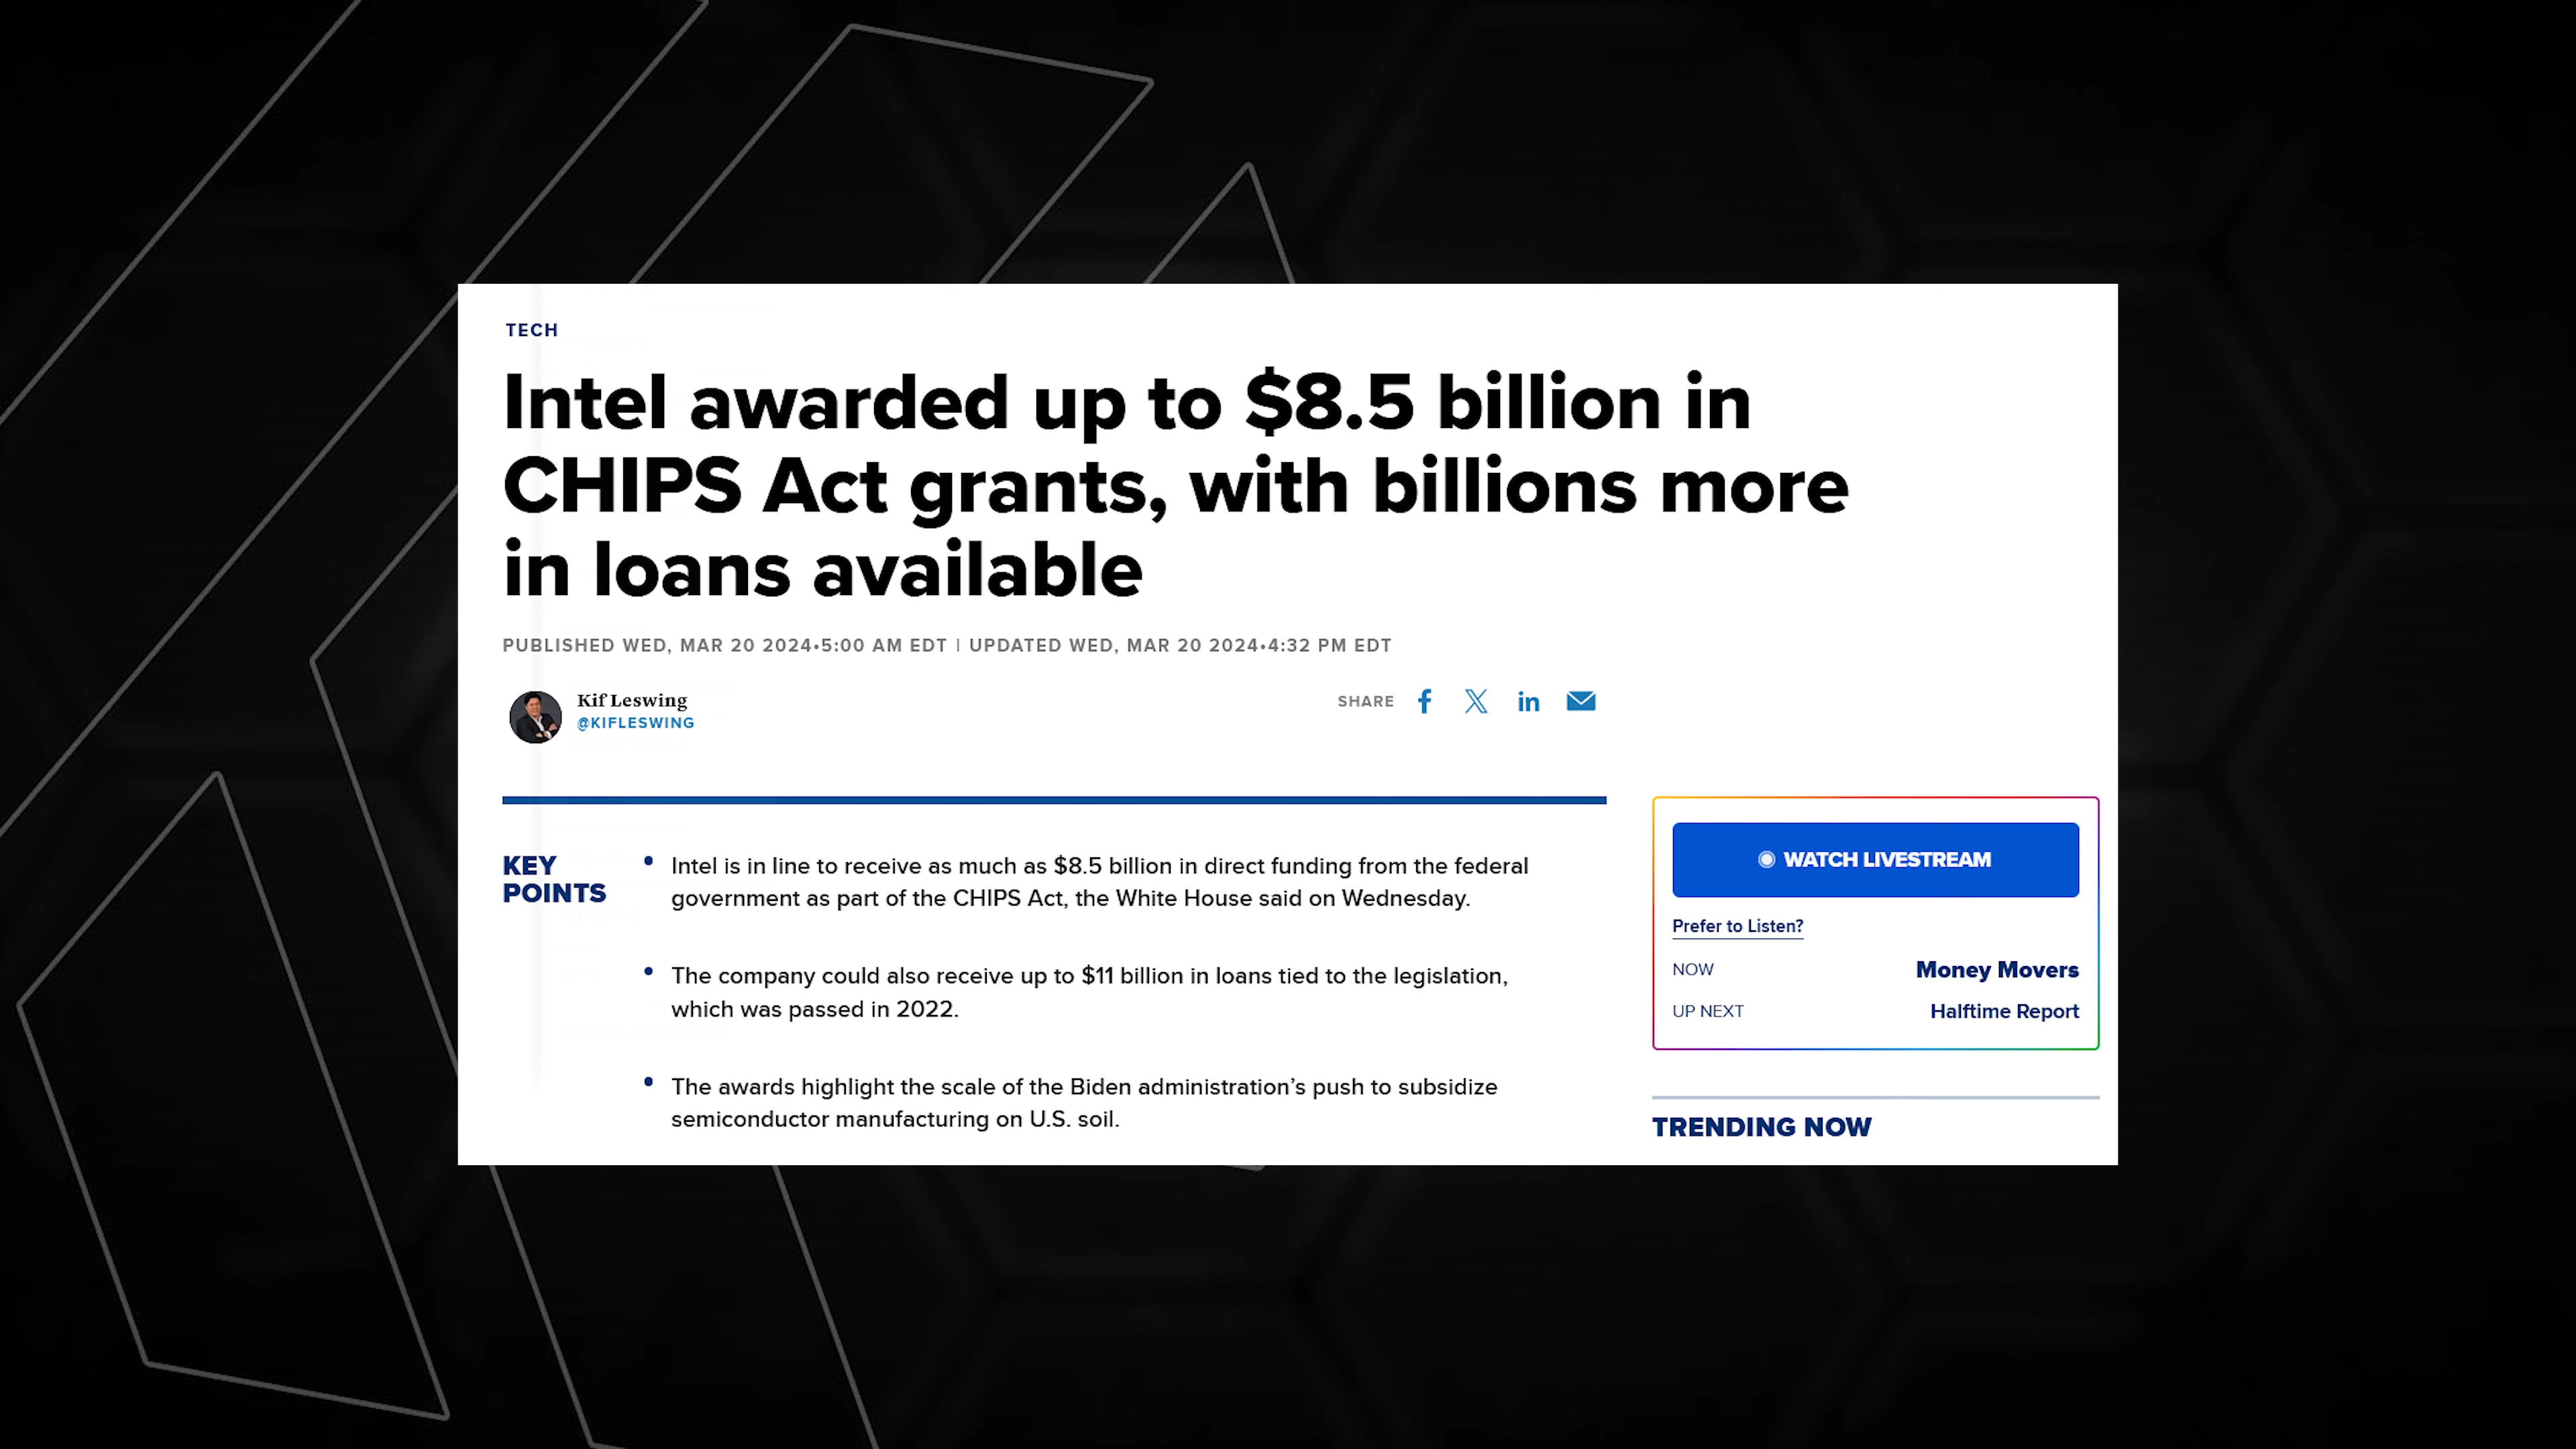 TECH
Intel awarded up to $8.5 billion in
CHIPS Act grants, with billions more
in loans available
PUBLISHED WED, MAR 20 2024•5:00 AM EDT | UPDATED WED, MAR 20 2024•4:32 PM EDT
Kif Leswing
@KIFLESWING
SHARE
KEY
POINTS
• Intel is in line to receive as much as $8.5 billion in direct funding from the federal
government as part of the CHIPS Act, the White House said on Wednesday.
• The company could also receive up to $11 billion in loans tied to the legislation,
which was passed in 2022.
• The awards highlight the scale of the Biden administration’s push to subsidize
semiconductor manufacturing on U.S. soil.
WATCH LIVESTREAM
Prefer to Listen?
NOW Money Movers
UP NEXT Halftime Report
TRENDING NOW